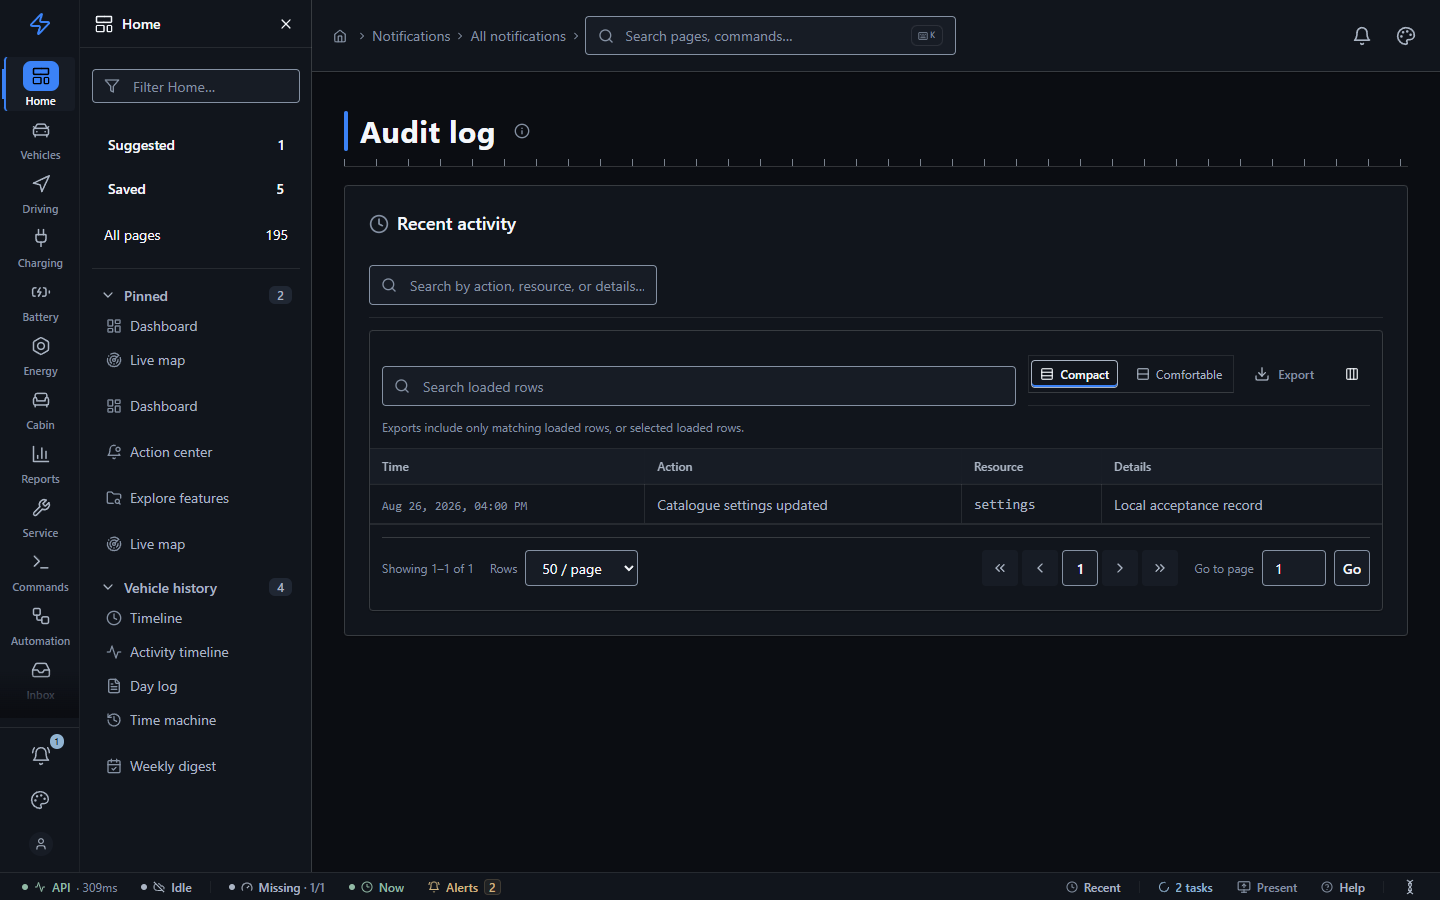 Home
Vehicles
Driving
Charging
Battery
Energy
Cabin
Reports
Service
Commands
Automation
Inbox
1
Home
Filter Home...
Suggested 1
Saved 5
All pages 195
Pinned 2
Dashboard
Live map
Dashboard
Action center
Explore features
Live map
Vehicle history 4
Timeline
Activity timeline
Day log
Time machine
Weekly digest
Notifications All notifications
Search pages, commands... K
Audit log
Recent activity
Search by action, resource, or details...
Search loaded rows
Compact Comfortable Export
Exports include only matching loaded rows, or selected loaded rows.
Time Action Resource Details
Aug 26, 2026, 04:00 PM Catalogue settings updated settings Local acceptance record
Showing 1–1 of 1 Rows 50 / page 1 Go to page 1 Go
API · 309ms Idle Missing · 1/1 Now Alerts 2 Recent 2 tasks Present Help